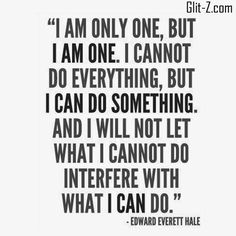 Glit-Z.com
"I AM ONLY ONE, BUT
I AM ONE. I CANNOT
DO EVERYTHING, BUT
I CAN DO SOMETHING.
AND I WILL NOT LET
WHAT I CANNOT DO
INTERFERE WITH
WHAT I CAN DO."
- EDWARD EVERETT HALE